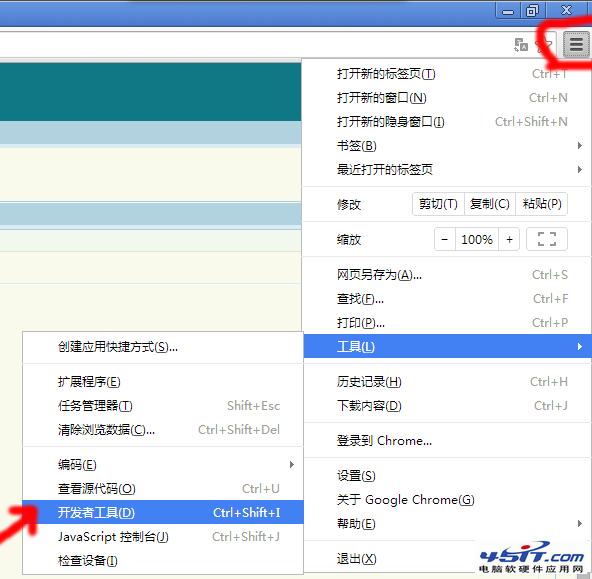 打开新的标签页(T) Ctrl+T
打开新的窗口(N) Ctrl+N
打开新的隐身窗口(I) Ctrl+Shift+N
书签(B)
最近打开的标签页
修改 剪切(T) 复制(C) 粘贴(P)
缩放 − 100% +
网页另存为(A)... Ctrl+S
查找(F)... Ctrl+F
打印(P)... Ctrl+P
工具(L)
历史记录(H) Ctrl+H
下载内容(D) Ctrl+J
登录到 Chrome...
设置(S)
关于 Google Chrome(G)
帮助(E)
退出(X)
创建应用快捷方式(S)...
扩展程序(E)
任务管理器(T) Shift+Esc
清除浏览数据(C)... Ctrl+Shift+Del
编码(E)
查看源代码(O) Ctrl+U
开发者工具(D) Ctrl+Shift+I
JavaScript 控制台(J) Ctrl+Shift+J
检查设备(I)
45IT.com
电脑软硬件应用网